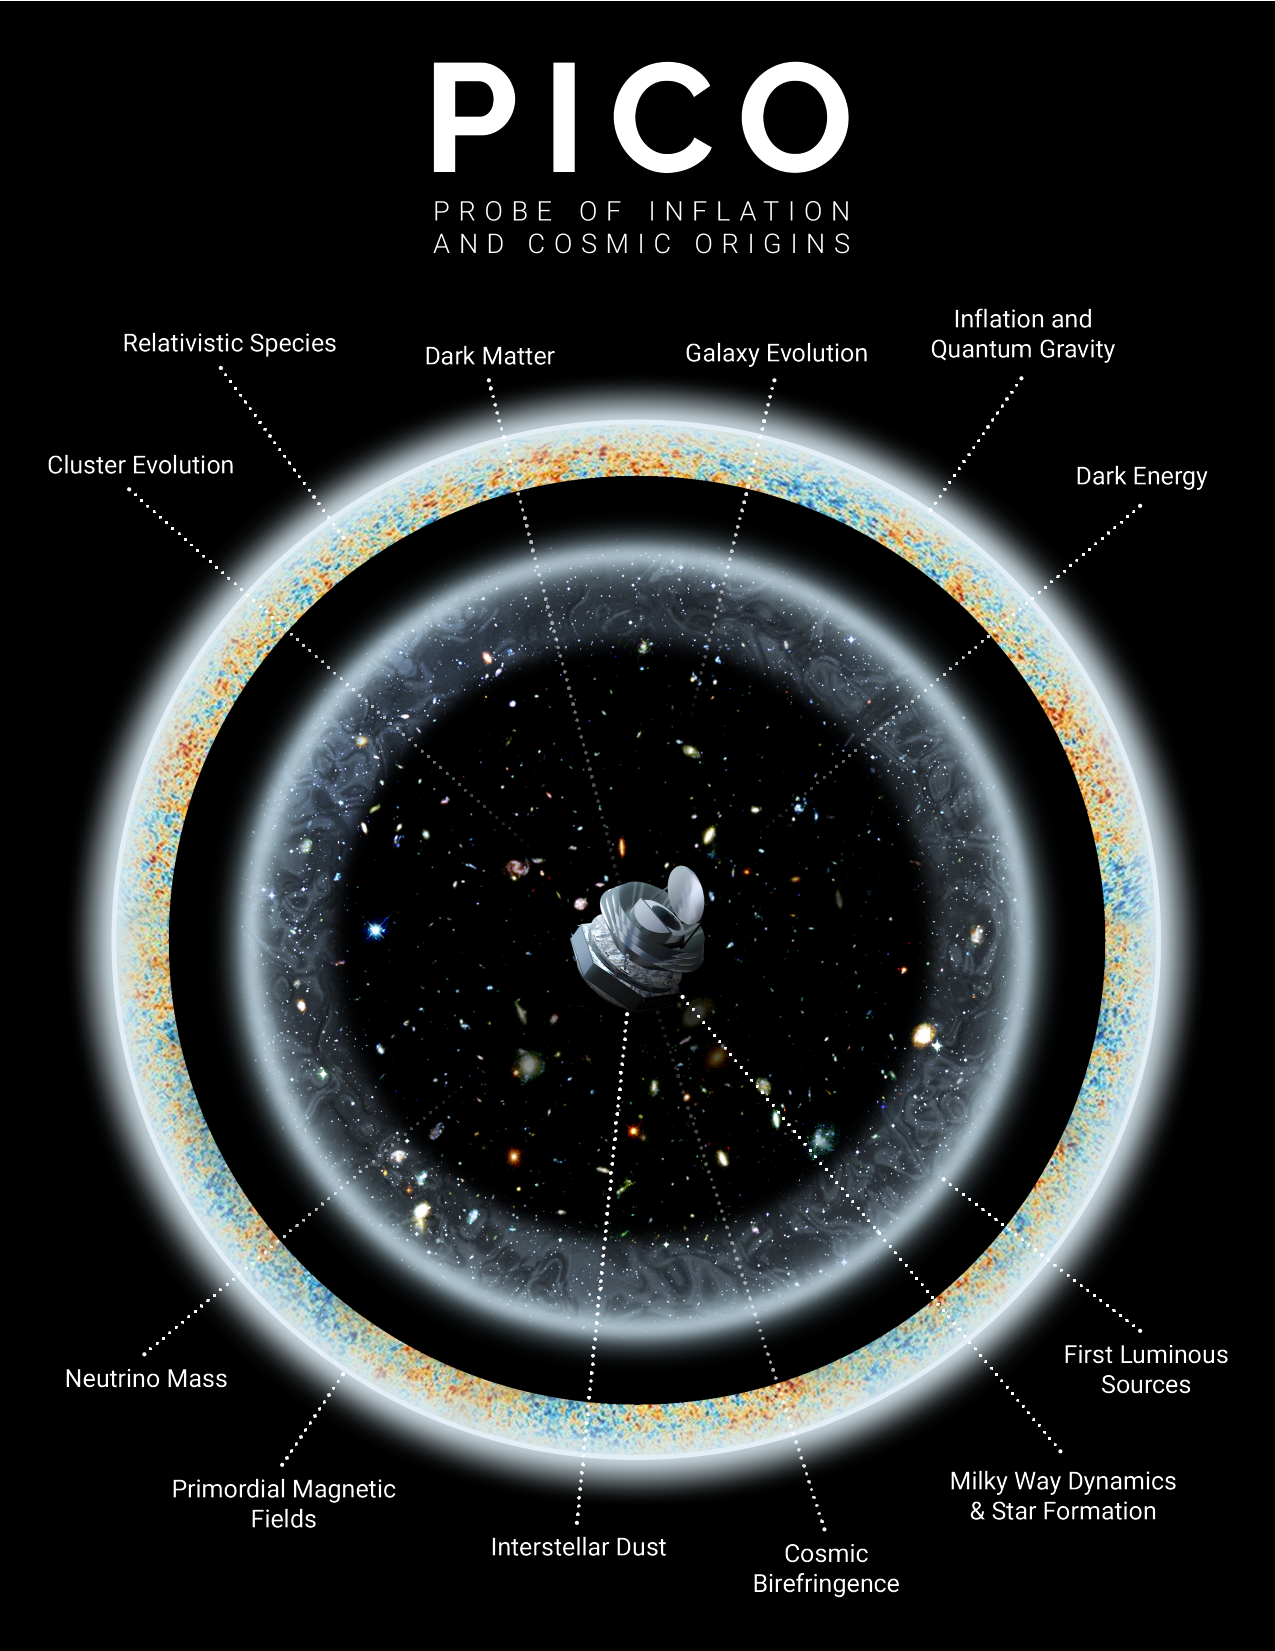 PICO
PROBE OF INFLATION
AND COSMIC ORIGINS
Relativistic Species
Dark Matter
Galaxy Evolution
Inflation and
Quantum Gravity
Cluster Evolution
Dark Energy
Neutrino Mass
First Luminous
Sources
Primordial Magnetic
Fields
Milky Way Dynamics
& Star Formation
Interstellar Dust
Cosmic
Birefringence